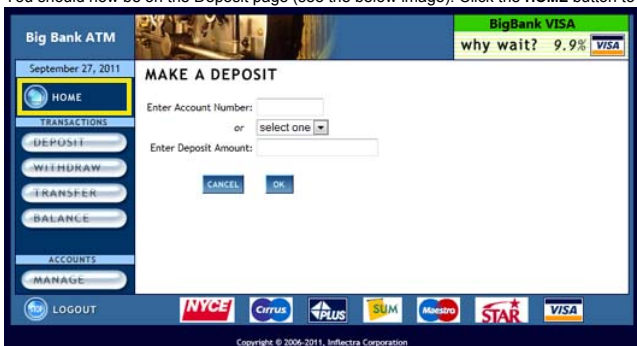 You should now be on the Deposit page (see the below image). Click the HOME button to
Big Bank ATM
BigBank VISA
why wait? 9.9% VISA
September 27, 2011
MAKE A DEPOSIT
HOME
Enter Account Number:
TRANSACTIONS
or select one
DEPOSIT
Enter Deposit Amount:
WITHDRAW
CANCEL OK
TRANSFER
BALANCE
ACCOUNTS
MANAGE
LOGOUT
NYCE Cirrus PLUS SUM Maestro STAR VISA
Copyright © 2006-2011, Inflectra Corporation